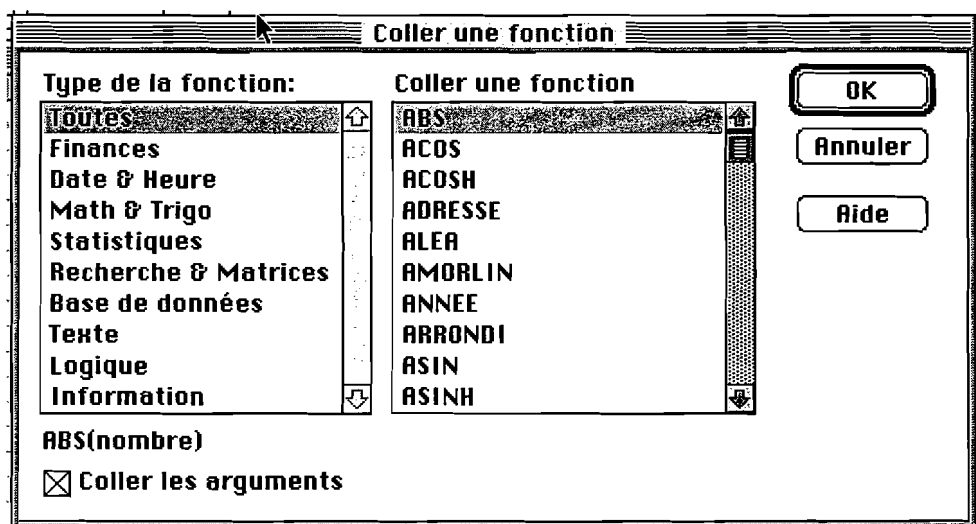 Coller une fonction
Type de la fonction:
Toutes
Finances
Date & Heure
Math & Trigo
Statistiques
Recherche & Matrices
Base de données
Texte
Logique
Information
Coller une fonction
ABS
ACOS
ACOSH
ADRESSE
ALEA
AMORLIN
ANNEE
ARRONDI
ASIN
ASINH
OK
Annuler
Aide
ABS(nombre)
Coller les arguments